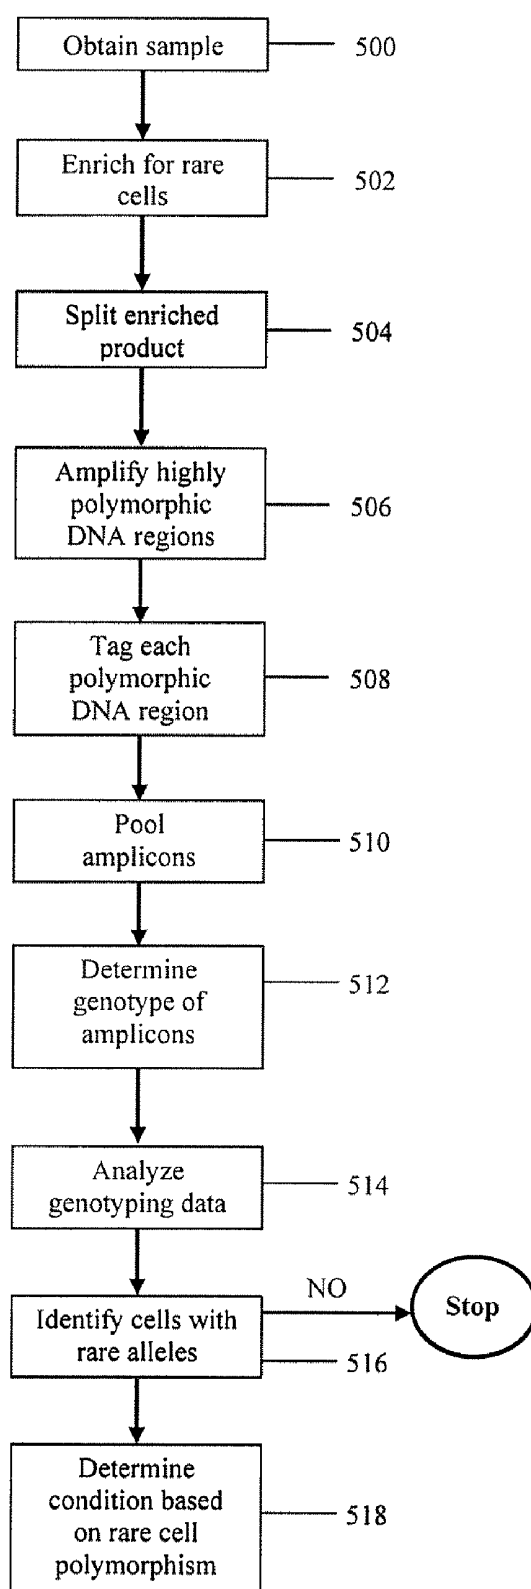 Obtain sample
500
Enrich for rare
cells
502
Split enriched
product
504
Amplify highly
polymorphic
DNA regions
506
Tag each
polymorphic
DNA region
508
Pool
amplicons
510
Determine
genotype of
amplicons
512
Analyze
genotyping data
514
Identify cells with
rare alleles
NO
Stop
516
Determine
condition based
on rare cell
polymorphism
518